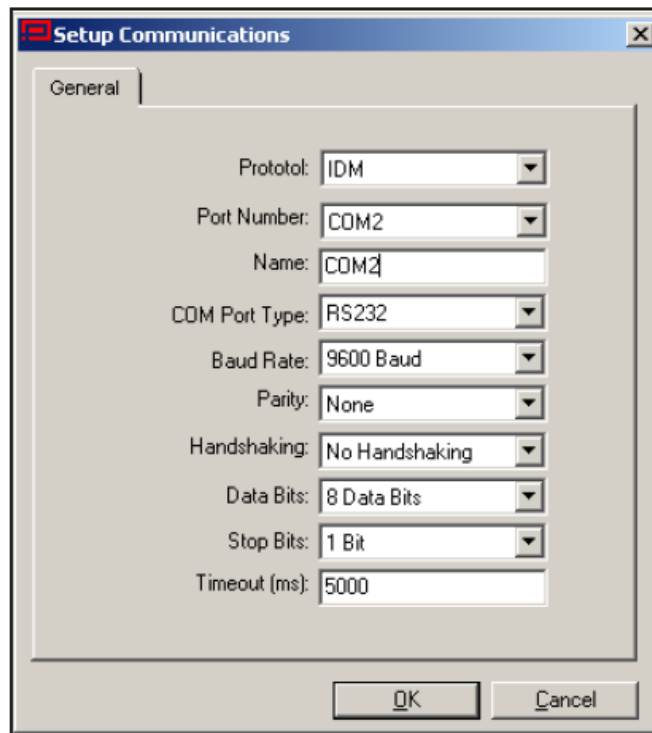 Setup Communications
General
Prototol: IDM
Port Number: COM2
Name: COM2
COM Port Type: RS232
Baud Rate: 9600 Baud
Parity: None
Handshaking: No Handshaking
Data Bits: 8 Data Bits
Stop Bits: 1 Bit
Timeout (ms): 5000
OK Cancel